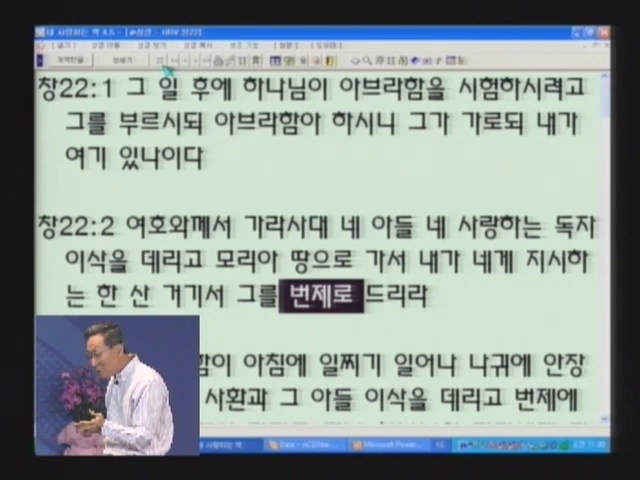 창22:1 그 일 후에 하나님이 아브라함을 시험하시려고
그를 부르시되 아브라함아 하시니 그가 가로되 내가
여기 있나이다
창22:2 여호와께서 가라사대 네 아들 네 사랑하는 독자
이삭을 데리고 모리아 땅으로 가서 내가 네게 지시하
는 한 산 거기서 그를 번제로 드리라
함이 아침에 일찌기 일어나 나귀에 안장
사환과 그 아들 이삭을 데리고 번제에